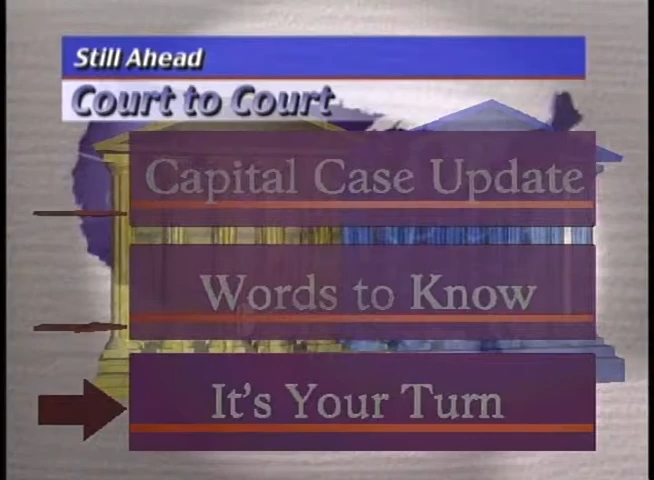 Still Ahead
Court to Court
Capital Case Update
Words to Know
It's Your Turn